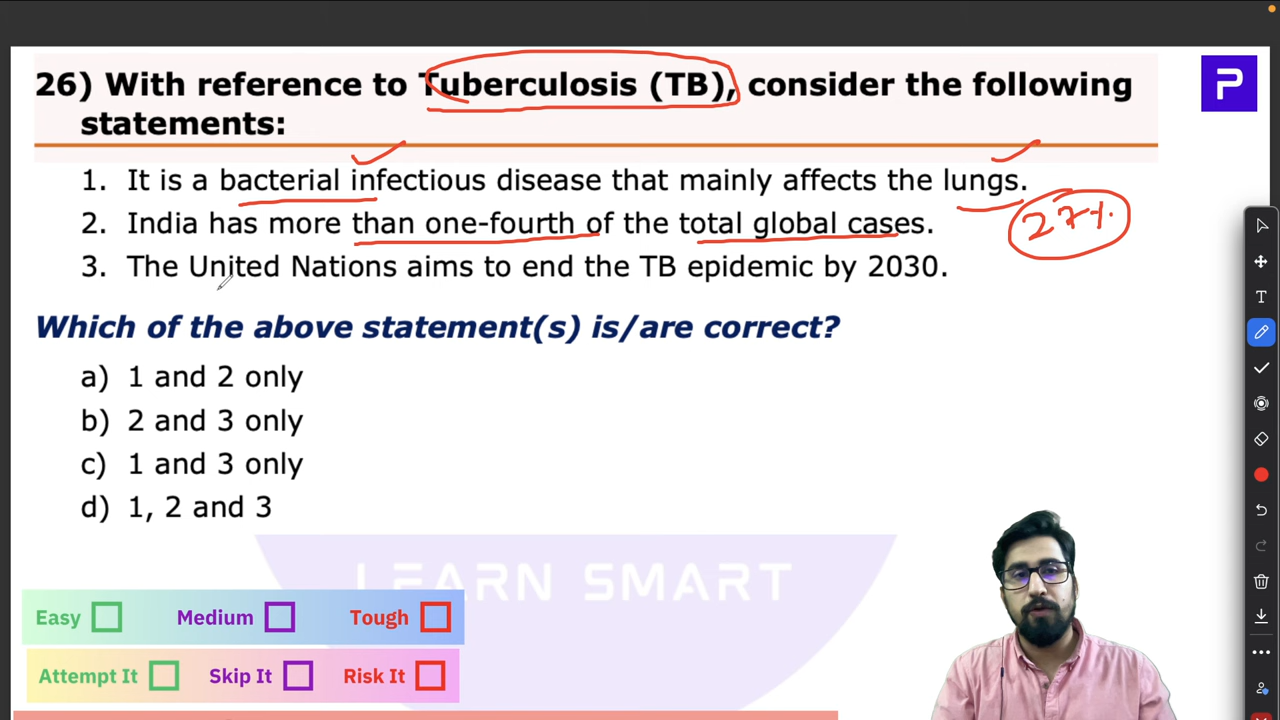 26) With reference to Tuberculosis (TB), consider the following
statements:
1. It is a bacterial infectious disease that mainly affects the lungs.
2. India has more than one-fourth of the total global cases.
27%
3. The United Nations aims to end the TB epidemic by 2030.
Which of the above statement(s) is/are correct?
a) 1 and 2 only
b) 2 and 3 only
c) 1 and 3 only
d) 1, 2 and 3
LEARN SMART
Easy Medium Tough
Attempt It Skip It Risk It
P
T